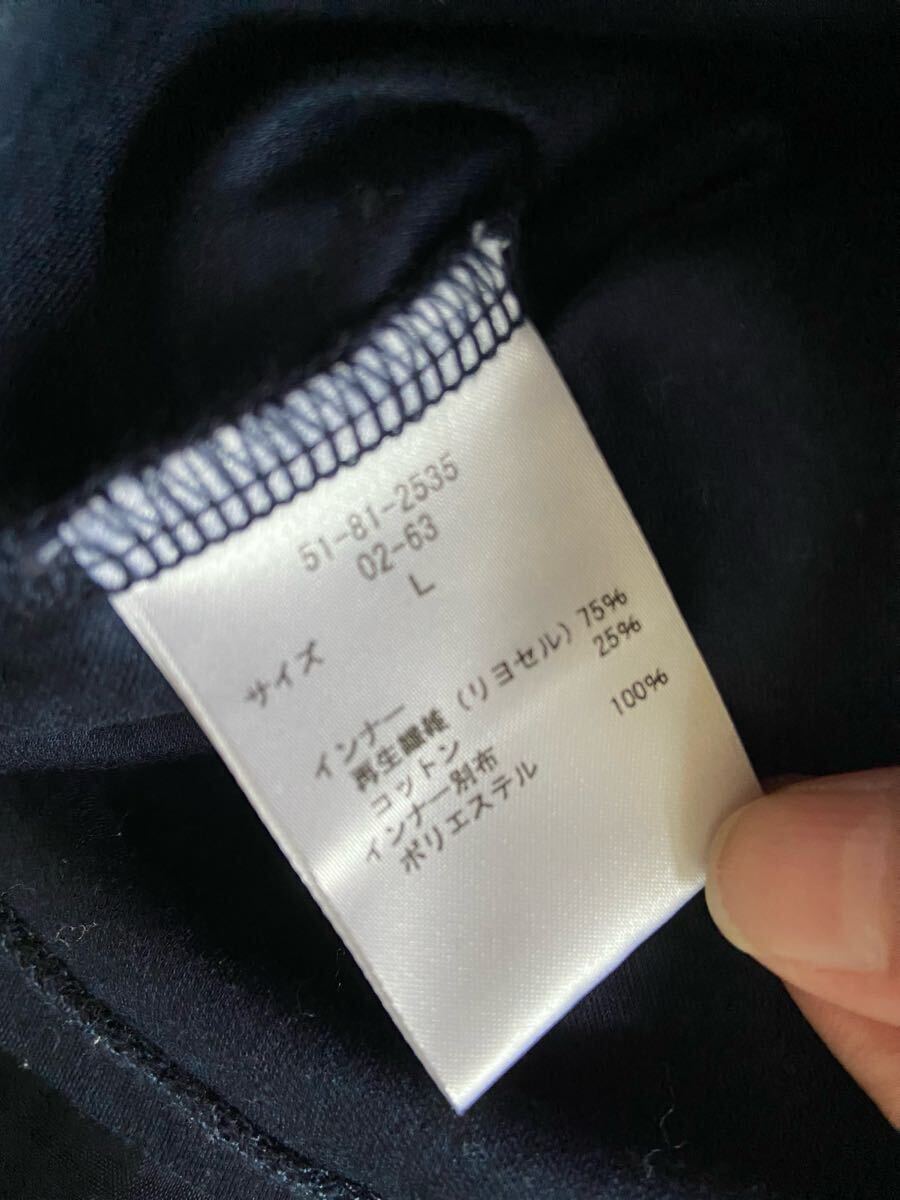 51-81-2535
02-63
サイズ L
インナー
再生繊維(リヨセル) 75%
コットン 25%
インナー別布
ポリエステル 100%